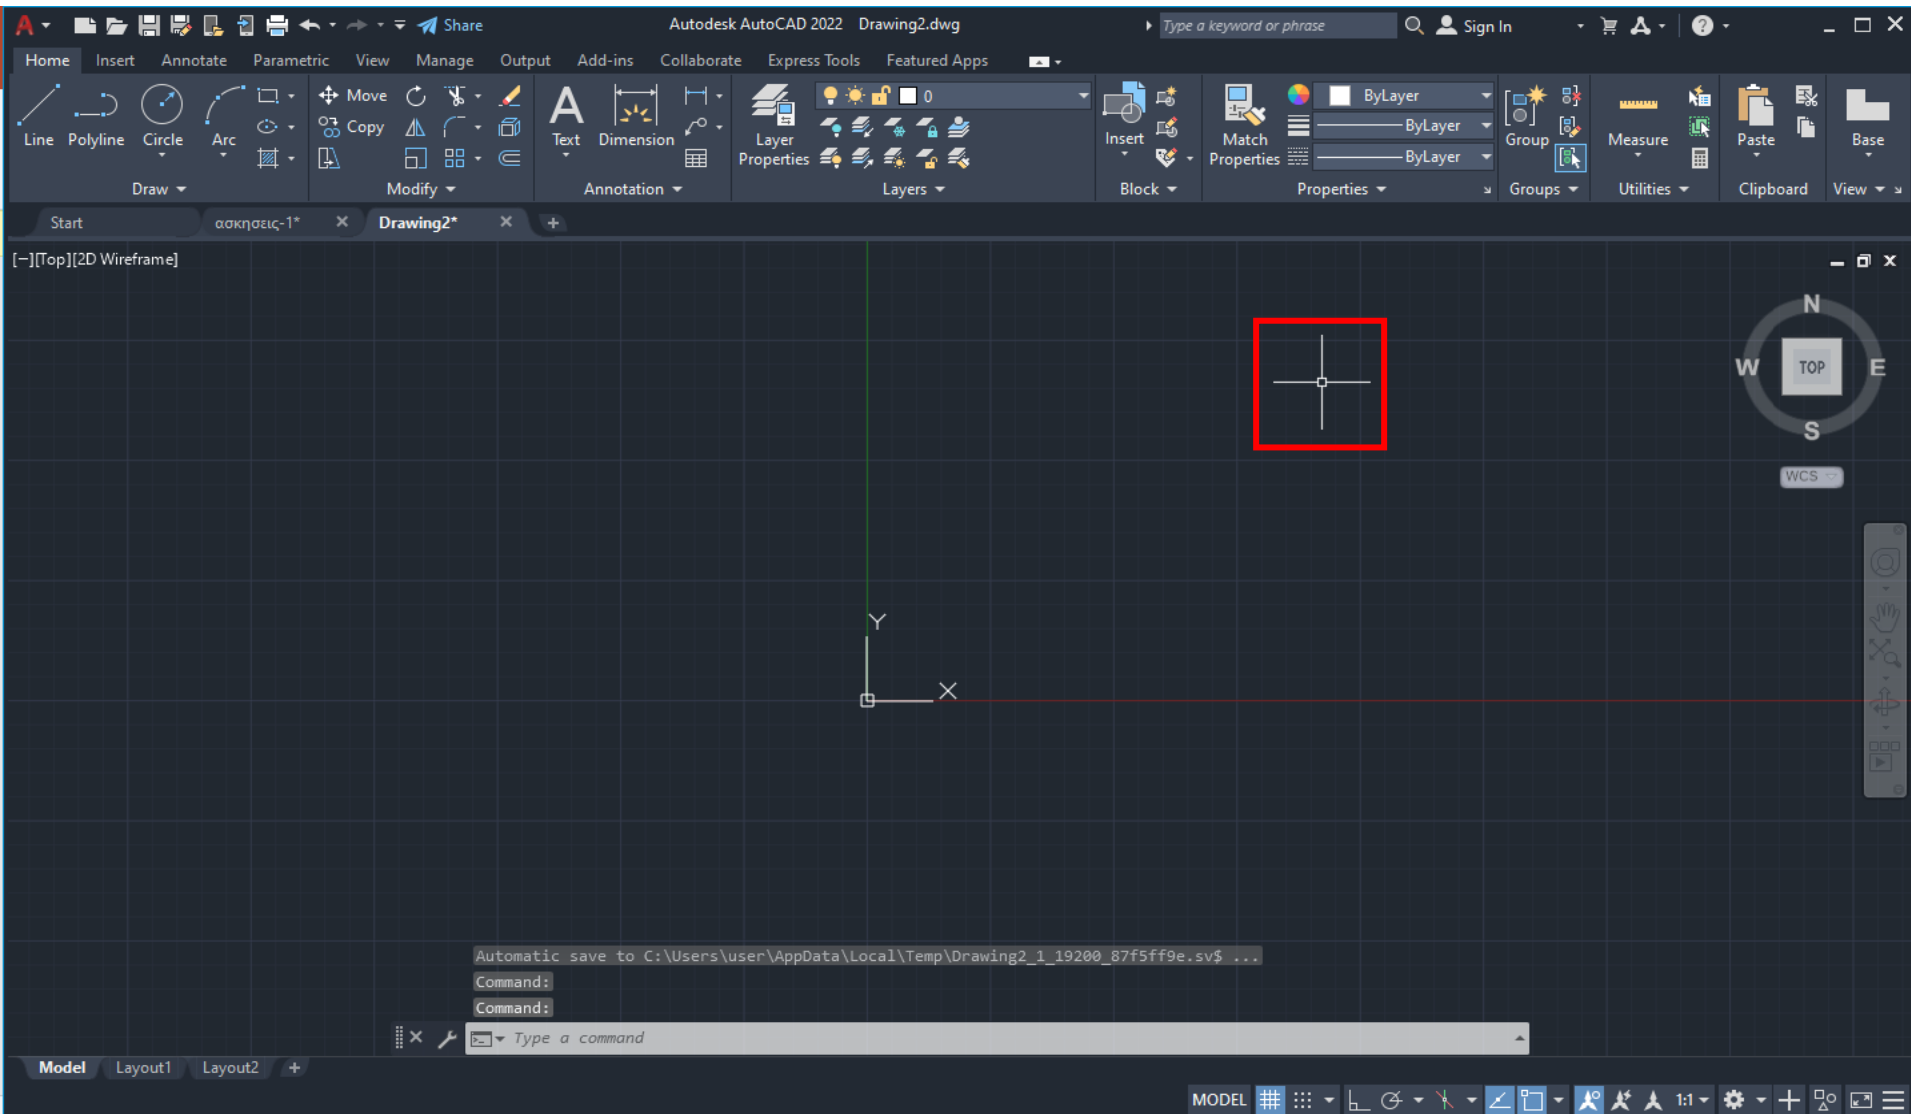 Share Autodesk AutoCAD 2022 Drawing2.dwg Type a keyword or phrase Sign In
Home Insert Annotate Parametric View Manage Output Add-ins Collaborate Express Tools Featured Apps
Move 0 ByLayer
Copy ByLayer
Line Polyline Circle Arc Text Dimension Layer Properties Insert Match Properties Group Measure Paste Base
ByLayer
Draw Modify Annotation Layers Block Properties Groups Utilities Clipboard View
Start ασκησεις-1* Drawing2*
[−][Top][2D Wireframe]
N
W TOP E
S
WCS
Y
X
Automatic save to C:\Users\user\AppData\Local\Temp\Drawing2_1_19200_87f5ff9e.sv$ ...
Command:
Command:
Type a command
Model Layout1 Layout2
MODEL 1:1